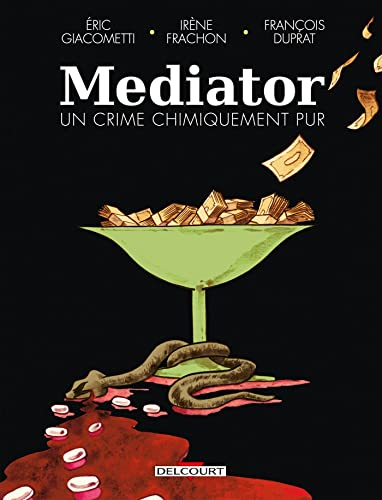 ÉRIC GIACOMETTI • IRÈNE FRACHON • FRANÇOIS DUPRAT
Mediator
UN CRIME CHIMIQUEMENT PUR
DELCOURT